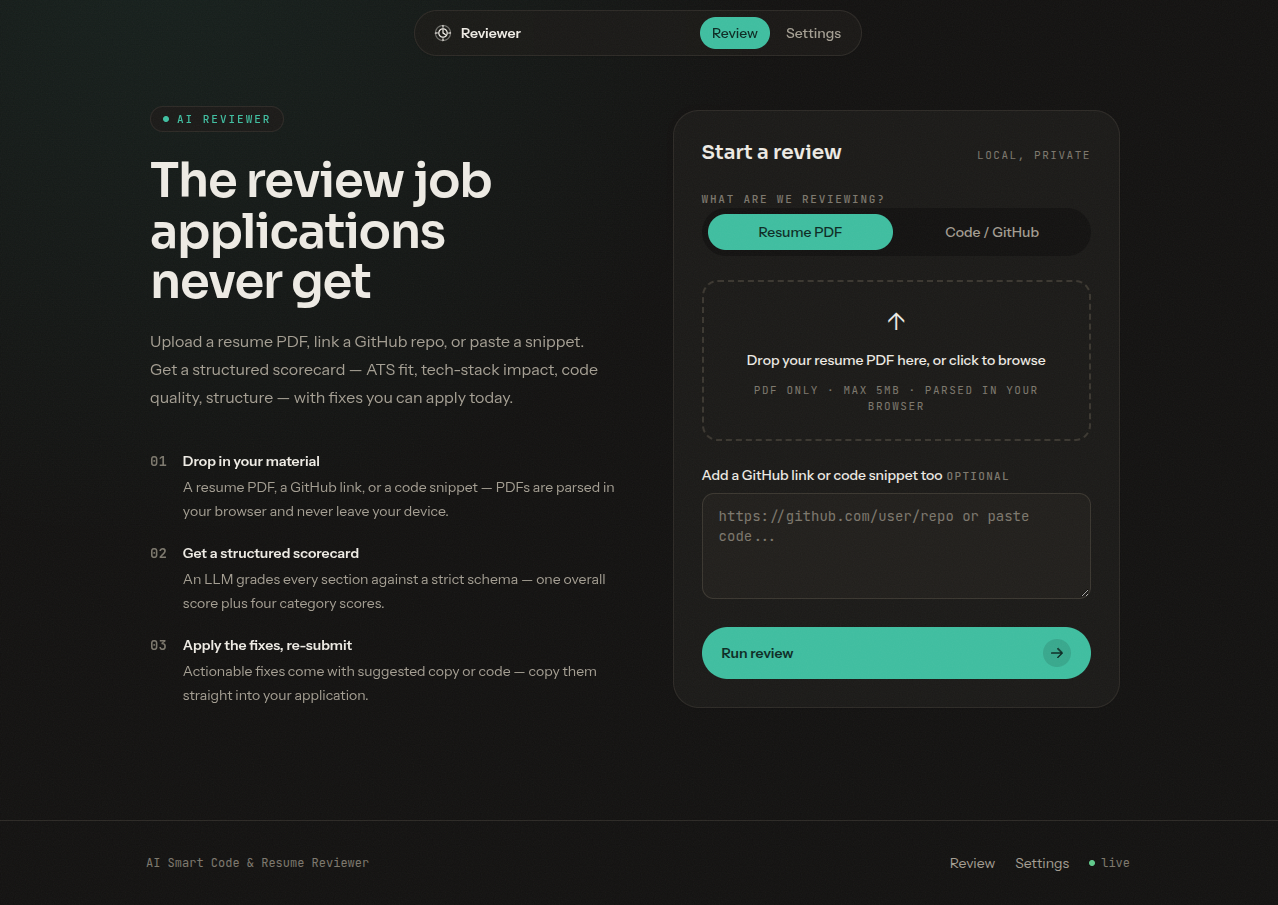 Reviewer
Review
Settings
AI REVIEWER
The review job
applications
never get
Upload a resume PDF, link a GitHub repo, or paste a snippet.
Get a structured scorecard — ATS fit, tech-stack impact, code
quality, structure — with fixes you can apply today.
01 Drop in your material
A resume PDF, a GitHub link, or a code snippet — PDFs are parsed in
your browser and never leave your device.
02 Get a structured scorecard
An LLM grades every section against a strict schema — one overall
score plus four category scores.
03 Apply the fixes, re-submit
Actionable fixes come with suggested copy or code — copy them
straight into your application.
Start a review
LOCAL, PRIVATE
WHAT ARE WE REVIEWING?
Resume PDF
Code / GitHub
Drop your resume PDF here, or click to browse
PDF ONLY · MAX 5MB · PARSED IN YOUR
BROWSER
Add a GitHub link or code snippet too OPTIONAL
https://github.com/user/repo or paste
code...
Run review
AI Smart Code & Resume Reviewer
Review
Settings
live